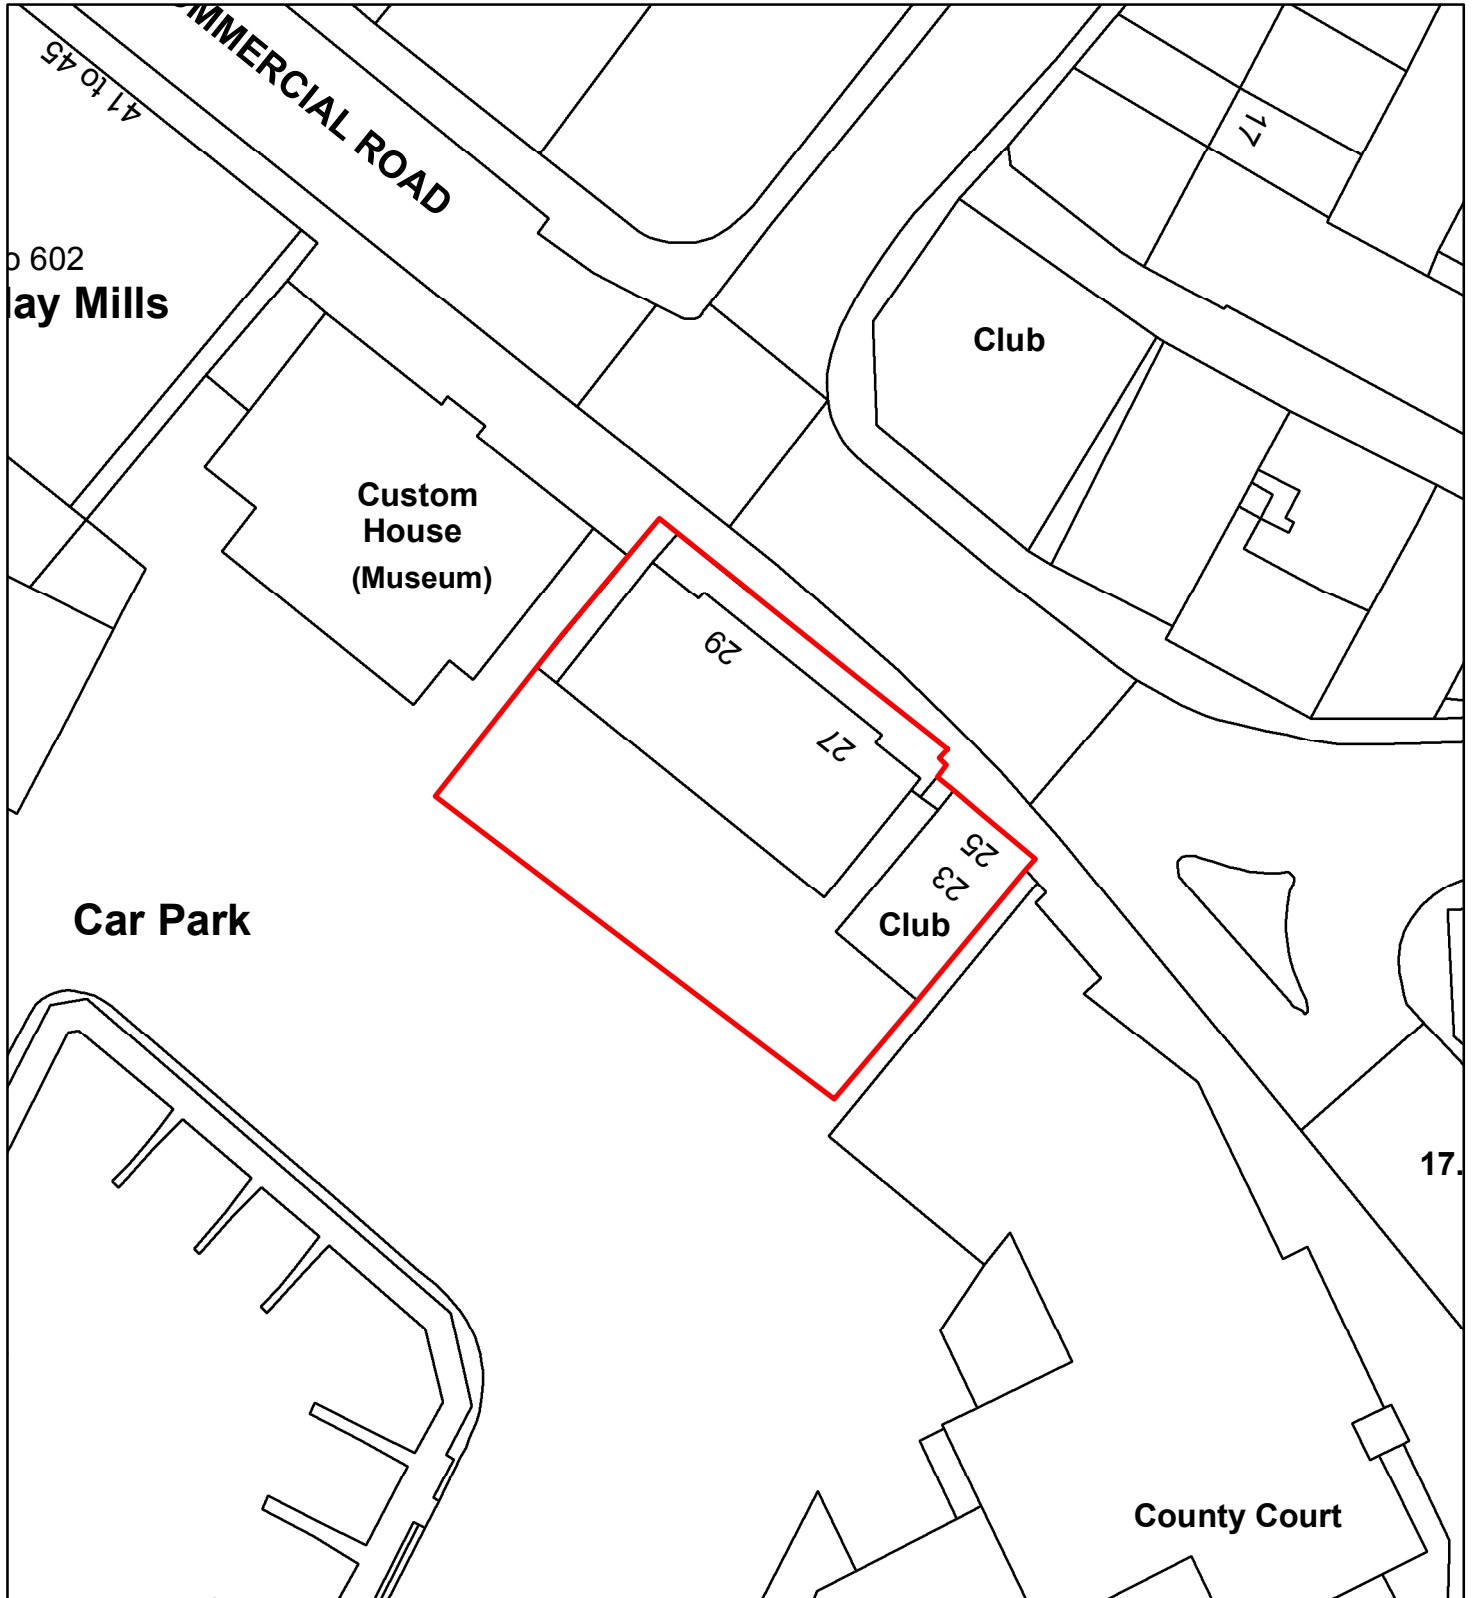 OMMERCIAL ROAD
41 to 45
17
o 602
lay Mills
Club
Custom
House
(Museum)
29
27
25
23
Club
Car Park
17.
County Court